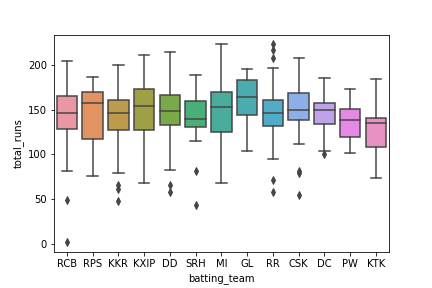 total_runs
200
150
100
50
0
RCB RPS KKR KXIP DD SRH MI GL RR CSK DC PW KTK
batting_team